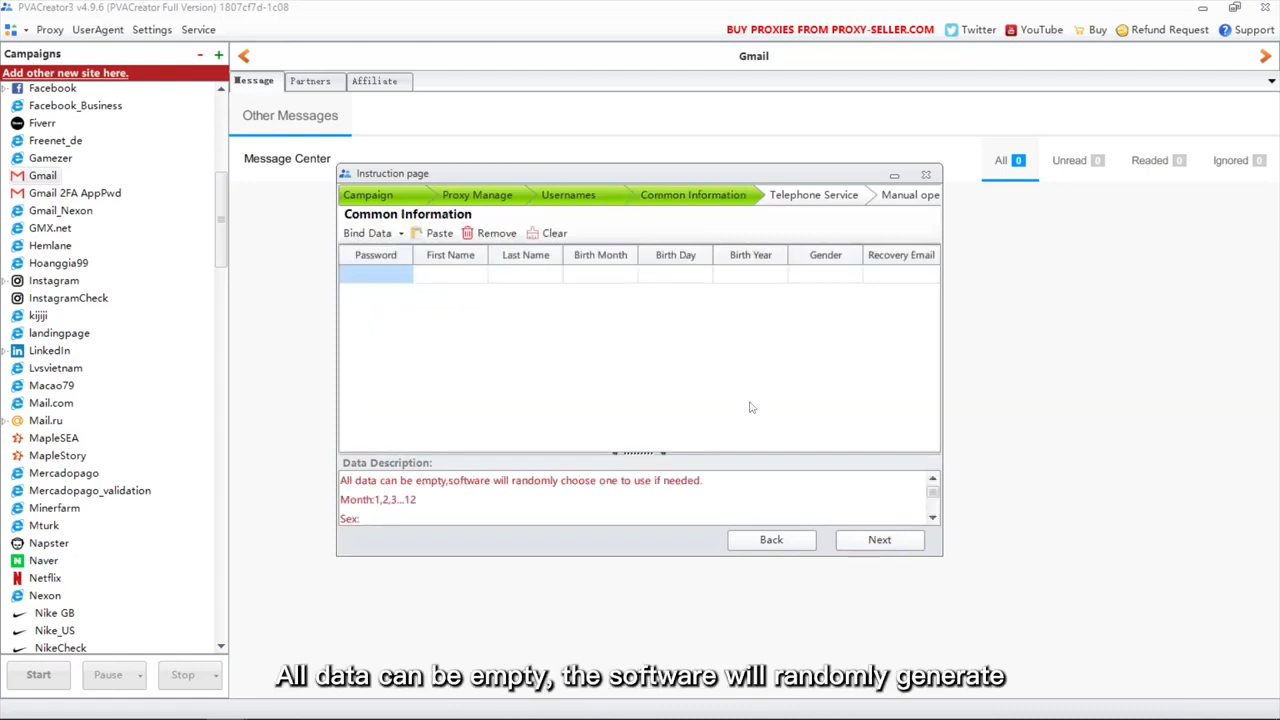 PVACreator3 v4.9.6 (PVACreator Full Version) 1807cf7d-1c08
Proxy UserAgent Settings Service
BUY PROXIES FROM PROXY-SELLER.COM Twitter YouTube Buy Refund Request Support
Campaigns - +
Gmail
Add other new site here.
Message Partners Affiliate
Facebook
Facebook_Business
Fiverr
Freenet_de
Gamezer
Gmail
Gmail 2FA AppPwd
Gmail_Nexon
GMX.net
Hemlane
Hoanggia99
Instagram
InstagramCheck
kijiji
landingpage
LinkedIn
Lvsvietnam
Macao79
Mail.com
Mail.ru
MapleSEA
MapleStory
Mercadopago
Mercadopago_validation
Minerfarm
Mturk
Napster
Naver
Netflix
Nexon
Nike GB
Nike_US
NikeCheck
Start Pause Stop
Other Messages
Message Center
All 0 Unread 0 Readed 0 Ignored 0
Instruction page
Campaign Proxy Manage Usernames Common Information Telephone Service Manual ope
Common Information
Bind Data Paste Remove Clear
Password First Name Last Name Birth Month Birth Day Birth Year Gender Recovery Email
Data Description:
All data can be empty,software will randomly choose one to use if needed.
Month:1,2,3...12
Sex:
Back Next
All data can be empty, the software will randomly generate